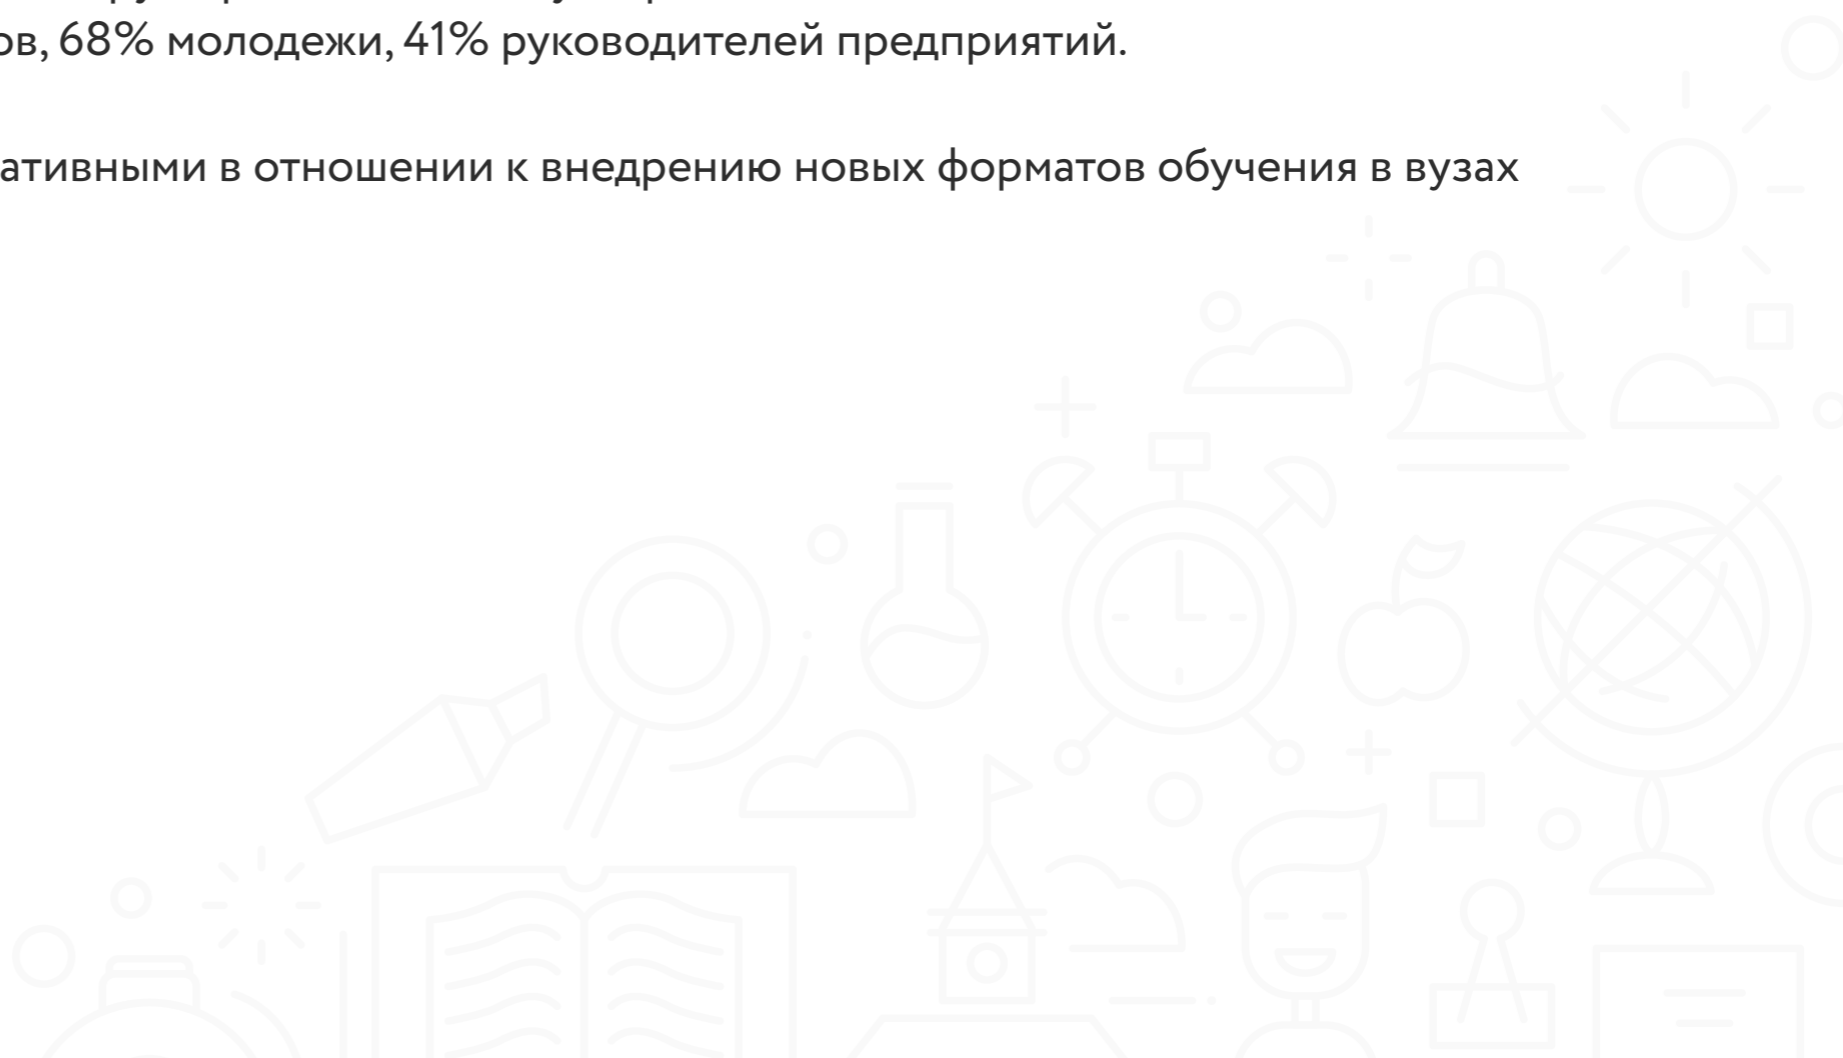 ов, 68% молодежи, 41% руководителей предприятий.
ативными в отношении к внедрению новых форматов обучения в вузах